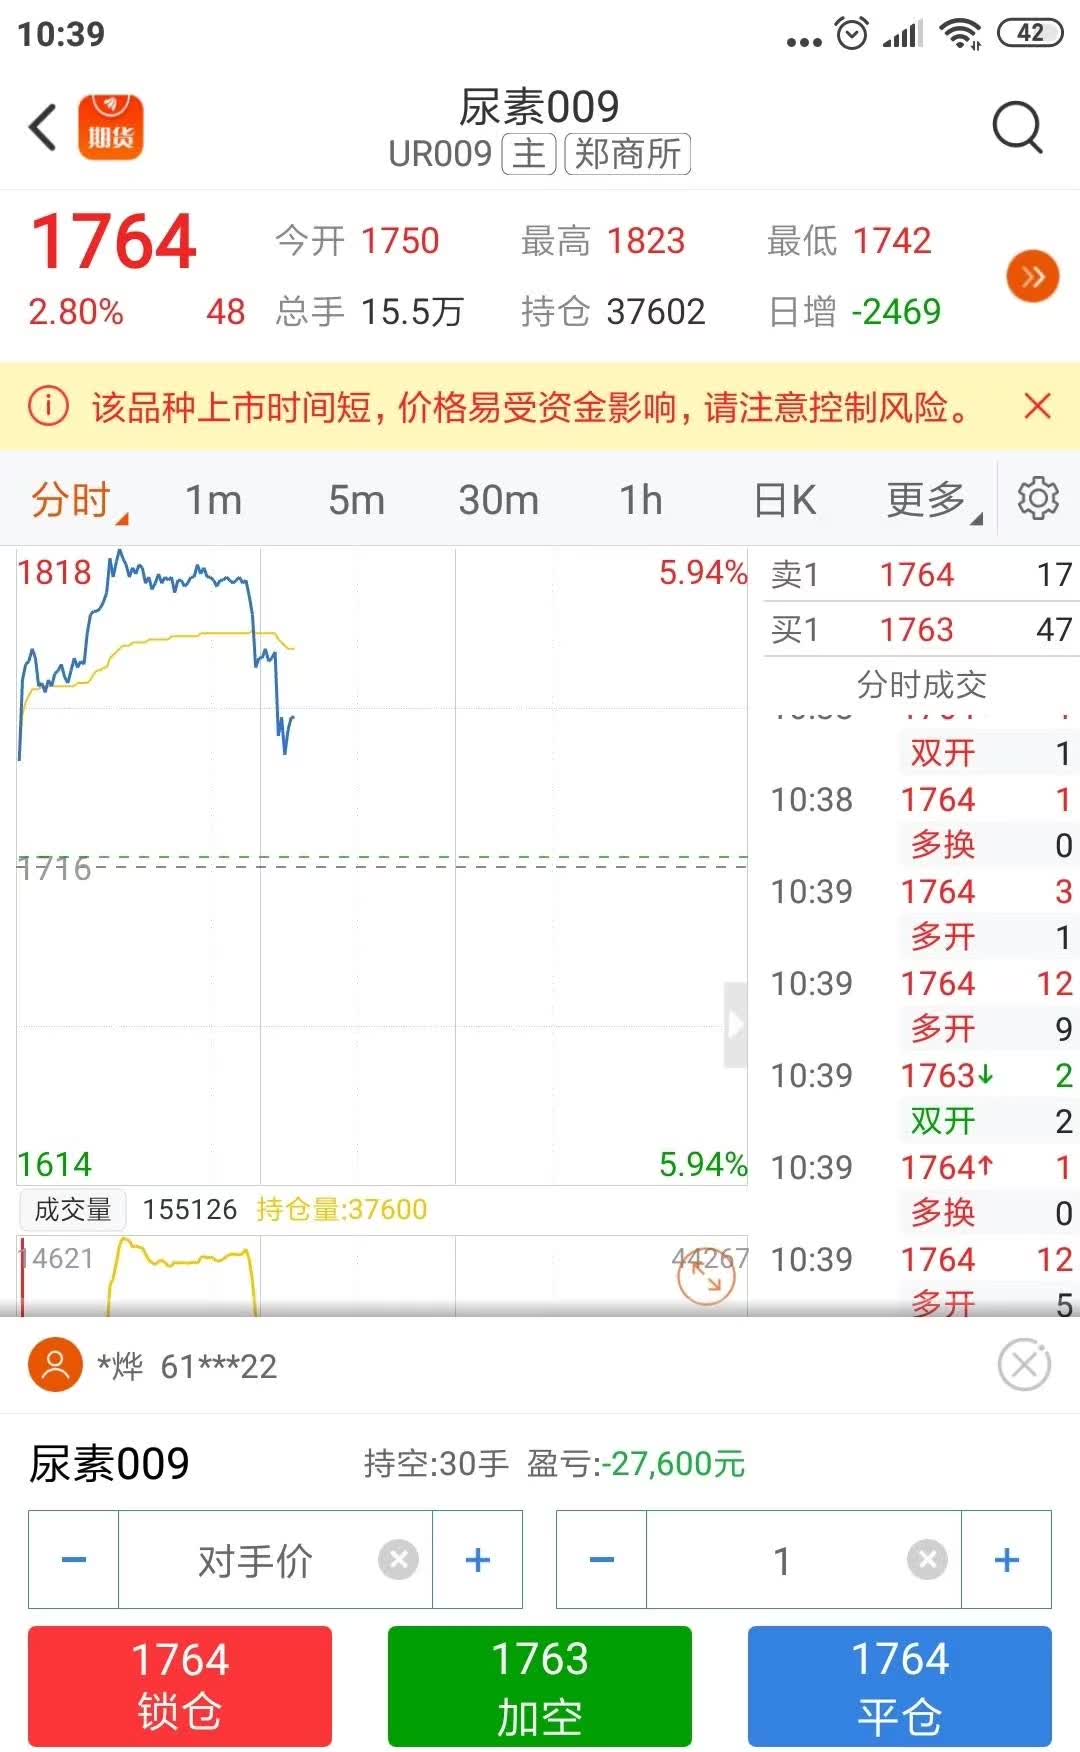 10:39
42
期货
尿素009
UR009 主 郑商所
1764 今开 1750 最高 1823 最低 1742
2.80% 48 总手 15.5万 持仓 37602 日增 -2469
该品种上市时间短,价格易受资金影响,请注意控制风险。
分时 1m 5m 30m 1h 日K 更多
1818 5.94%
1716
1614 5.94%
成交量 155126 持仓量:37600
14621 44267
卖1 1764 17
买1 1763 47
分时成交
双开 1
10:38 1764 1
多换 0
10:39 1764 3
多开 1
10:39 1764 12
多开 9
10:39 1763↓ 2
双开 2
10:39 1764↑ 1
多换 0
10:39 1764 12
多开 5
*烨 61***22
尿素009 持空:30手 盈亏:-27,600元
− 对手价 + − 1 +
1764 1763 1764
锁仓 加空 平仓